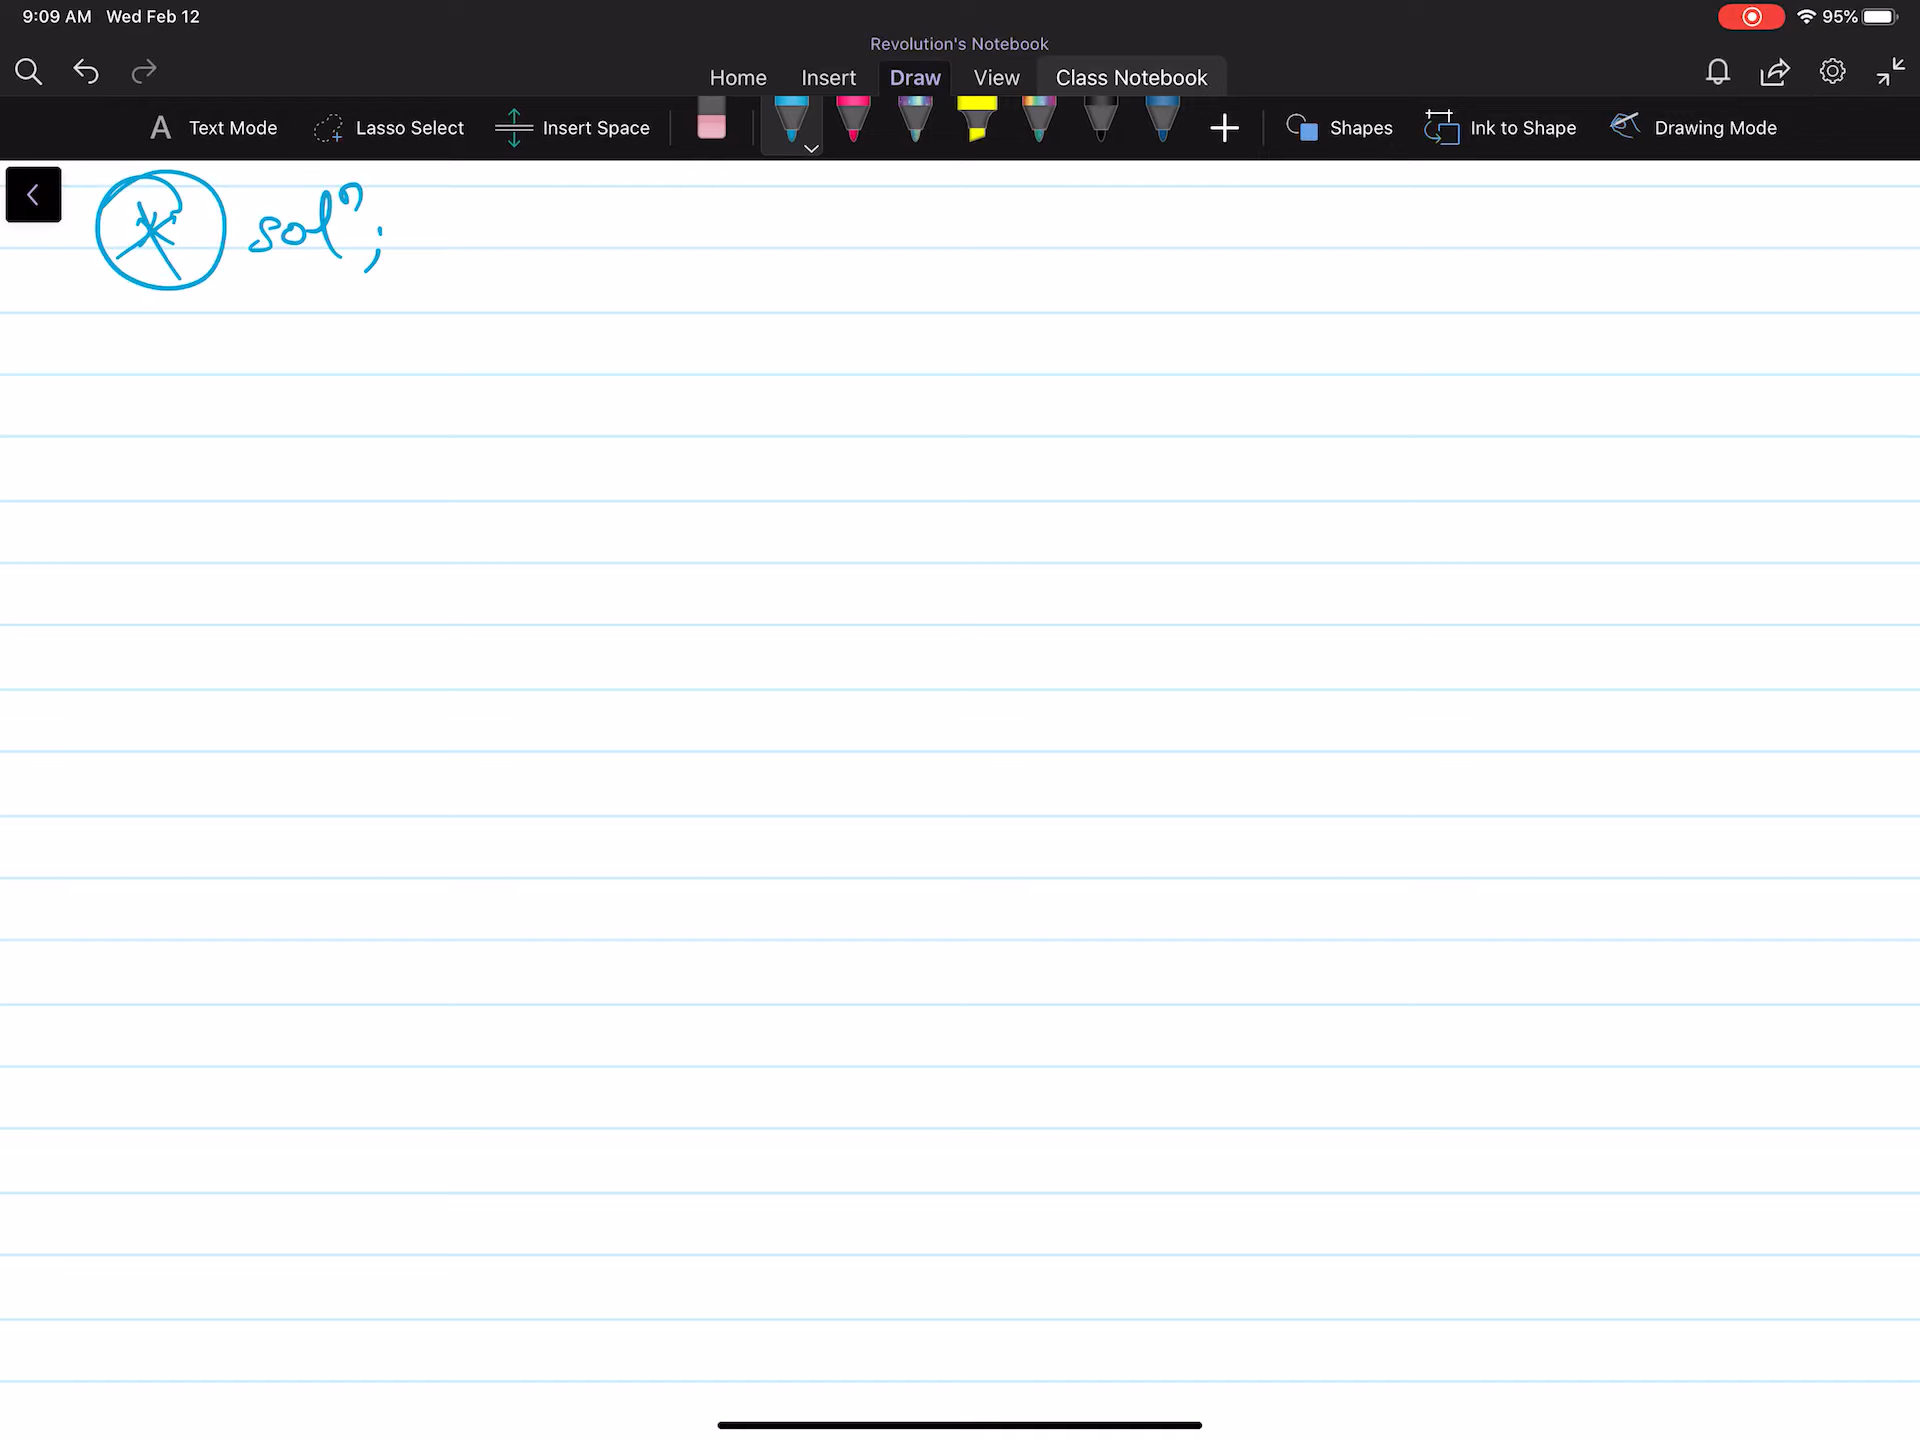 9:09 AM Wed Feb 12 95%
Revolution's Notebook
Home Insert Draw View Class Notebook
A Text Mode Lasso Select Insert Space Shapes Ink to Shape Drawing Mode
* solⁿ;